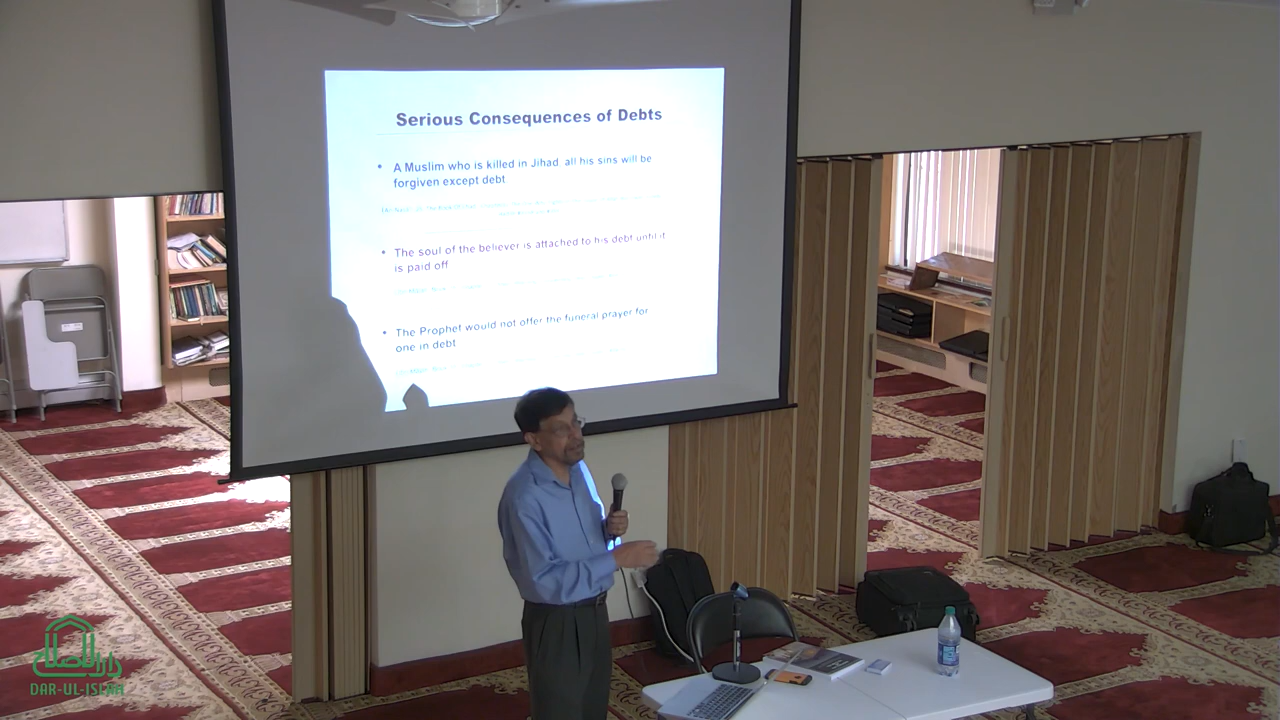 Serious Consequences of Debts
• A Muslim who is killed in Jihad, all his sins will be
forgiven except debt
• The soul of the believer is attached to his debt until it
is paid off
• The Prophet would not offer the funeral prayer for
one in debt
DAR-UL-ISLAH